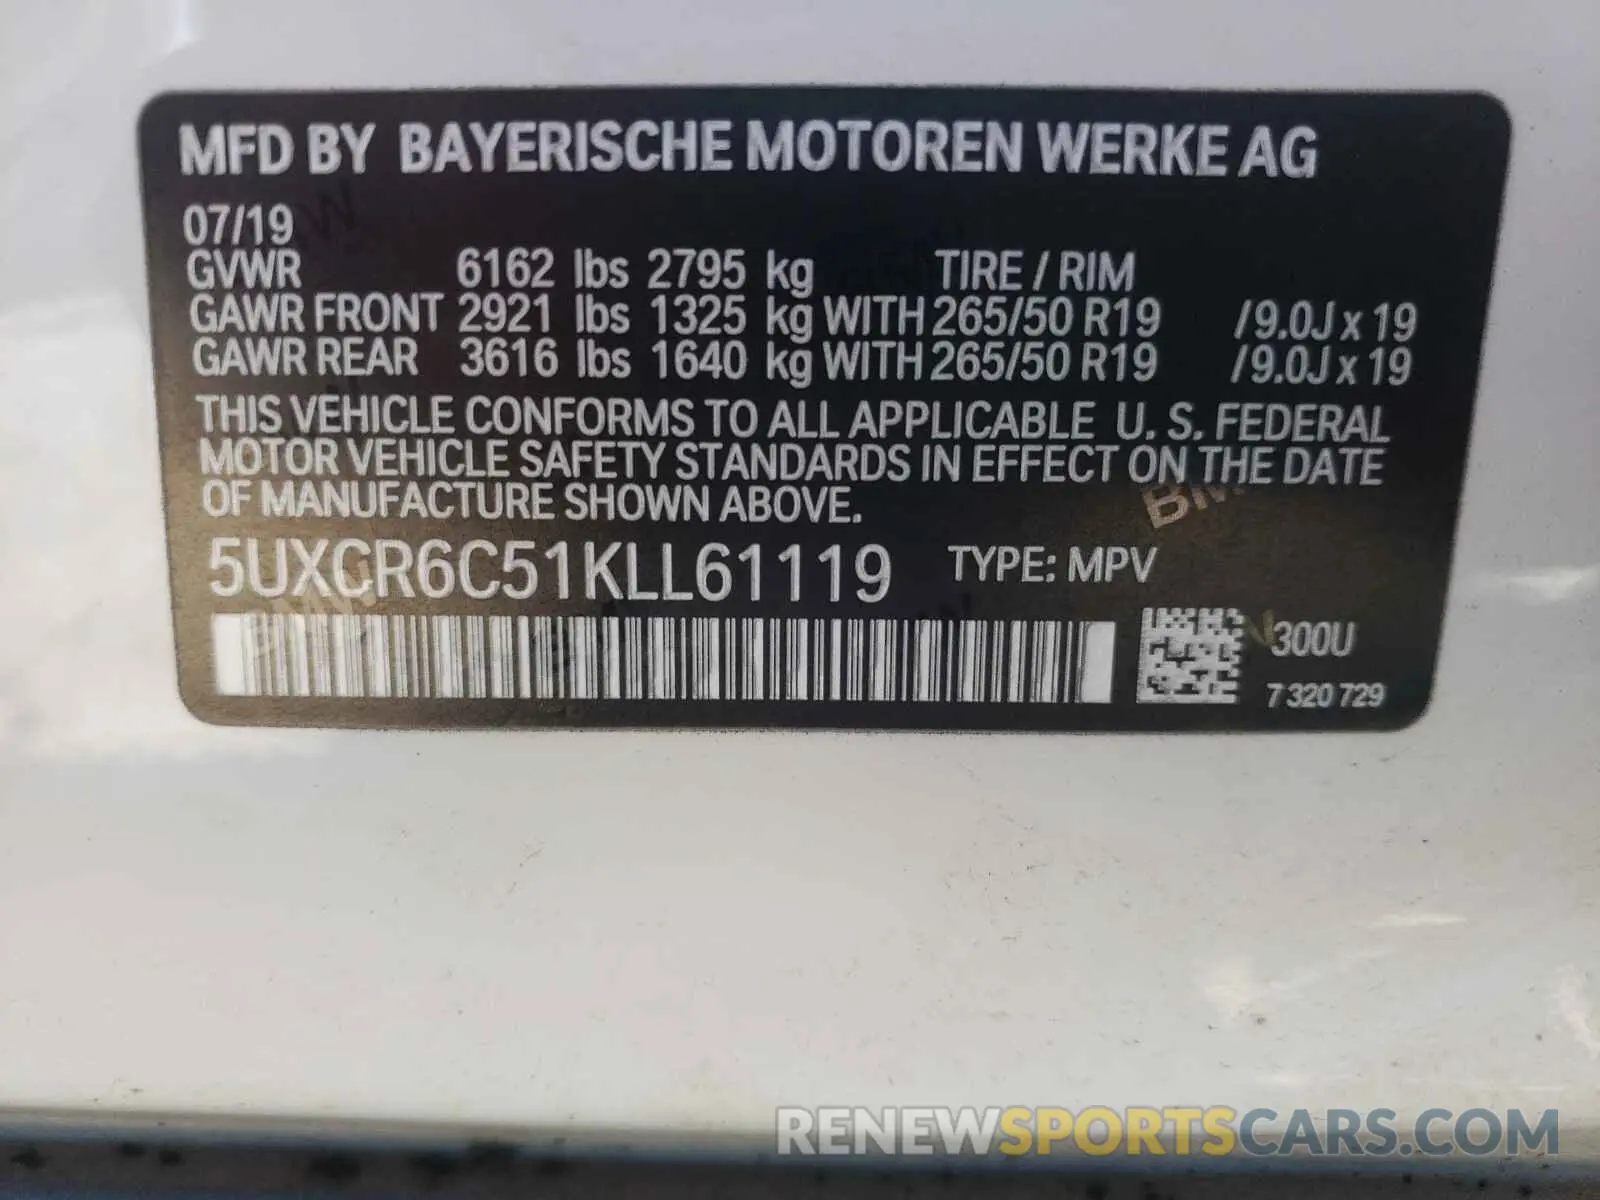 MFD BY BAYERISCHE MOTOREN WERKE AG
07/19
GVWR 6162 lbs 2795 kg TIRE / RIM
GAWR FRONT 2921 lbs 1325 kg WITH 265/50 R19 /9.0J x 19
GAWR REAR 3616 lbs 1640 kg WITH 265/50 R19 /9.0J x 19
THIS VEHICLE CONFORMS TO ALL APPLICABLE U. S. FEDERAL
MOTOR VEHICLE SAFETY STANDARDS IN EFFECT ON THE DATE
OF MANUFACTURE SHOWN ABOVE.
5UXCR6C51KLL61119 TYPE: MPV
300U
7 320 729
RENEWSPORTSCARS.COM